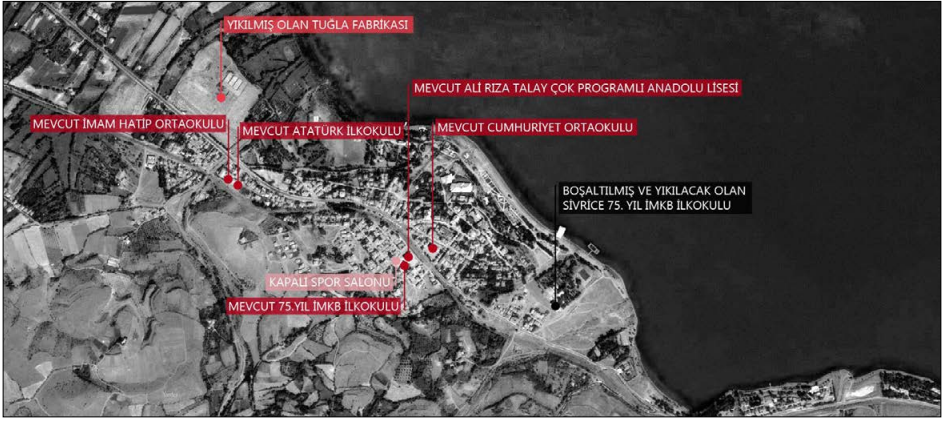 YIKILMIŞ OLAN TUĞLA FABRİKASI
MEVCUT ALİ RIZA TALAY ÇOK PROGRAMLI ANADOLU LİSESİ
MEVCUT İMAM HATİP ORTAOKULU
MEVCUT ATATÜRK İLKOKULU
MEVCUT CUMHURİYET ORTAOKULU
BOŞALTILMIŞ VE YIKILACAK OLAN
SİVRİCE 75. YIL İMKB İLKOKULU
KAPALI SPOR SALONU
MEVCUT 75.YIL İMKB İLKOKULU